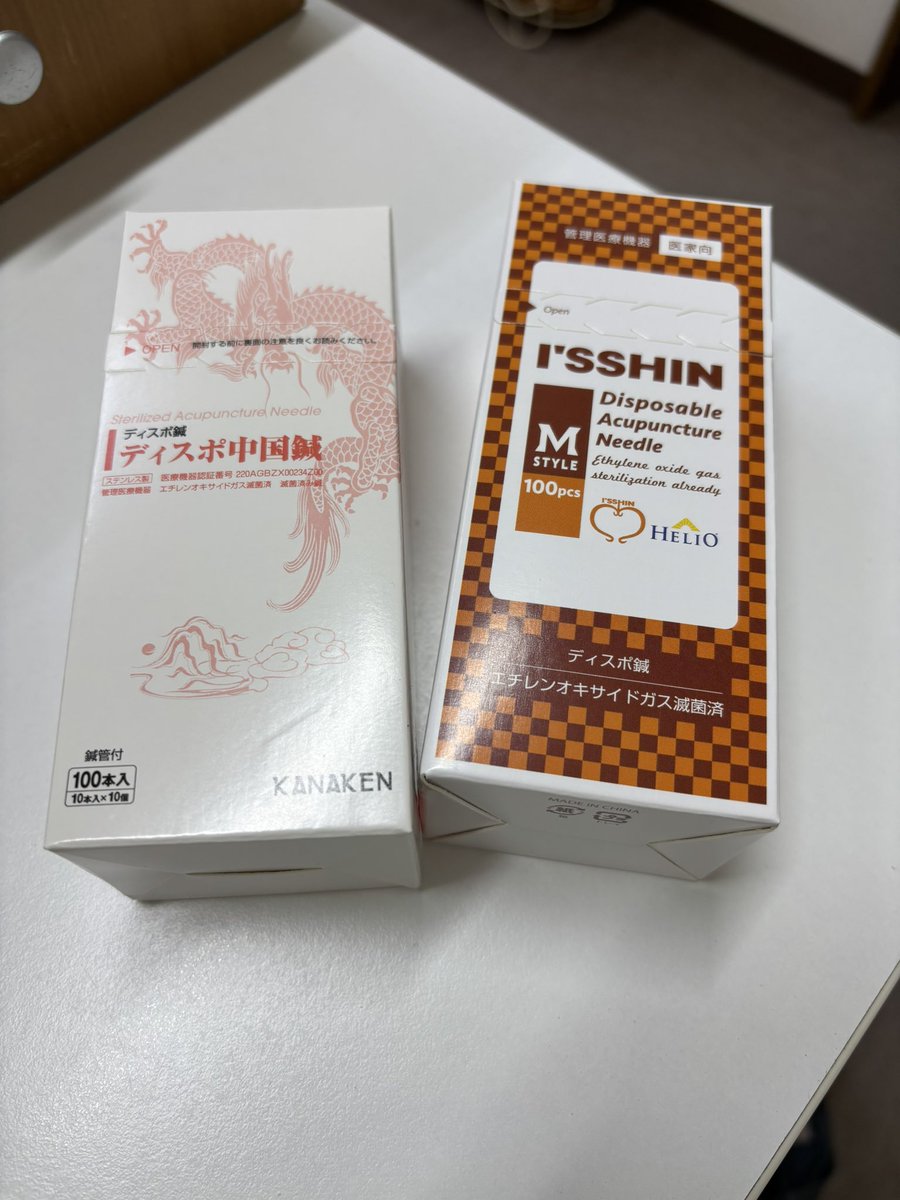 OPEN 開封する前に裏面の注意を良くお読みください。
Sterilized Acupuncture Needle
ディスポ鍼
ディスポ中国鍼
ステンレス製 医療機器認証番号 220AGBZX00234Z00
管理医療機器 エチレンオキサイドガス滅菌済 滅菌済み鍼
鍼管付
100本入
10本入×10個
KANAKEN
管理医療機器 医家向
Open
I'SSHIN
M
STYLE
100pcs
Disposable
Acupuncture
Needle
Ethylene oxide gas
sterilization already
I'SSHIN
HELIO
ディスポ鍼
エチレンオキサイドガス滅菌済
MADE IN CHINA
紙